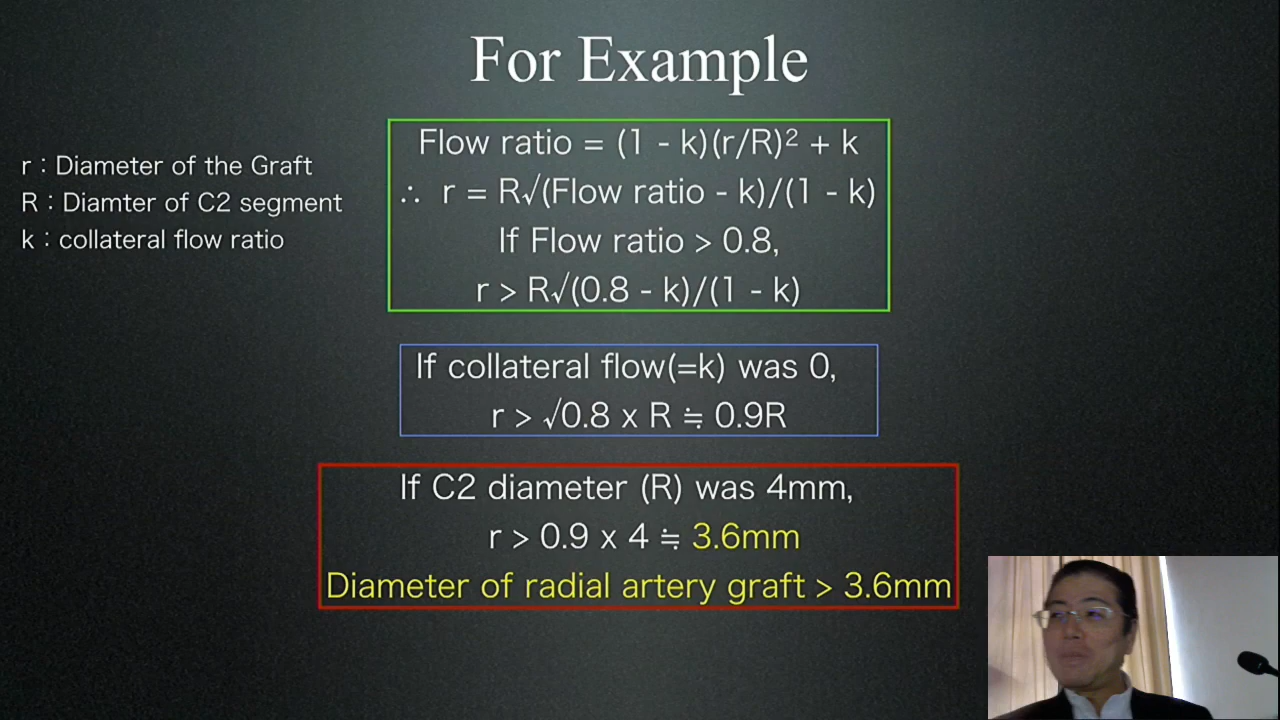 For Example
r：Diameter of the Graft
R：Diamter of C2 segment
k：collateral flow ratio
Flow ratio = (1 - k)(r/R)² + k
∴ r = R√(Flow ratio - k)/(1 - k)
If Flow ratio > 0.8,
r > R√(0.8 - k)/(1 - k)
If collateral flow(=k) was 0,
r > √0.8 x R ≒ 0.9R
If C2 diameter (R) was 4mm,
r > 0.9 x 4 ≒ 3.6mm
Diameter of radial artery graft > 3.6mm